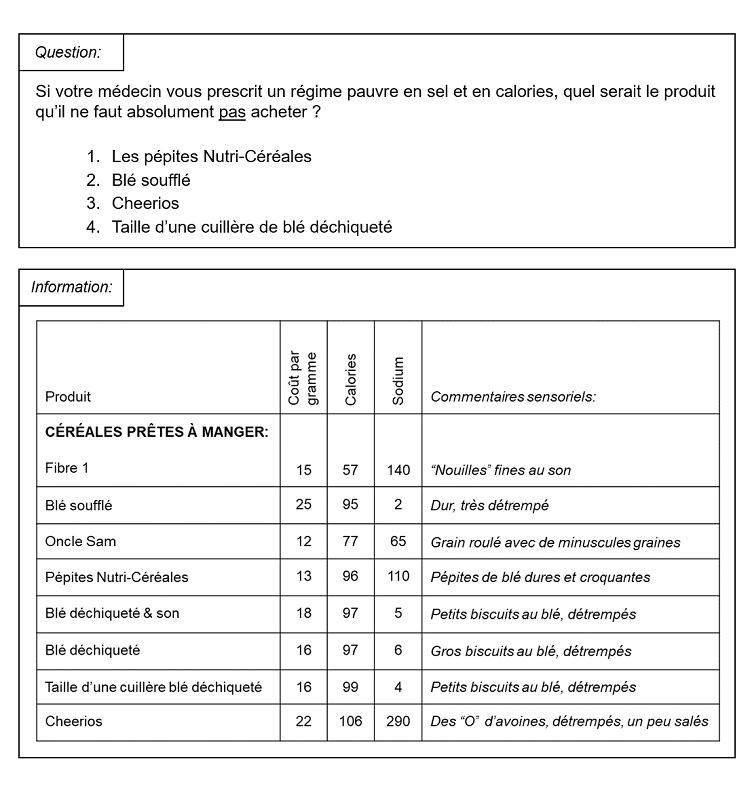 Question:
Si votre médecin vous prescrit un régime pauvre en sel et en calories, quel serait le produit
qu'il ne faut absolument pas acheter ?
1. Les pépites Nutri-Céréales
2. Blé soufflé
3. Cheerios
4. Taille d'une cuillère de blé déchiqueté
Information:
Produit Coût par gramme Calories Sodium Commentaires sensoriels:
CÉRÉALES PRÊTES À MANGER:
Fibre 1 15 57 140 "Nouilles" fines au son
Blé soufflé 25 95 2 Dur, très détrempé
Oncle Sam 12 77 65 Grain roulé avec de minuscules graines
Pépites Nutri-Céréales 13 96 110 Pépites de blé dures et croquantes
Blé déchiqueté & son 18 97 5 Petits biscuits au blé, détrempés
Blé déchiqueté 16 97 6 Gros biscuits au blé, détrempés
Taille d'une cuillère blé déchiqueté 16 99 4 Petits biscuits au blé, détrempés
Cheerios 22 106 290 Des "O" d'avoines, détrempés, un peu salés